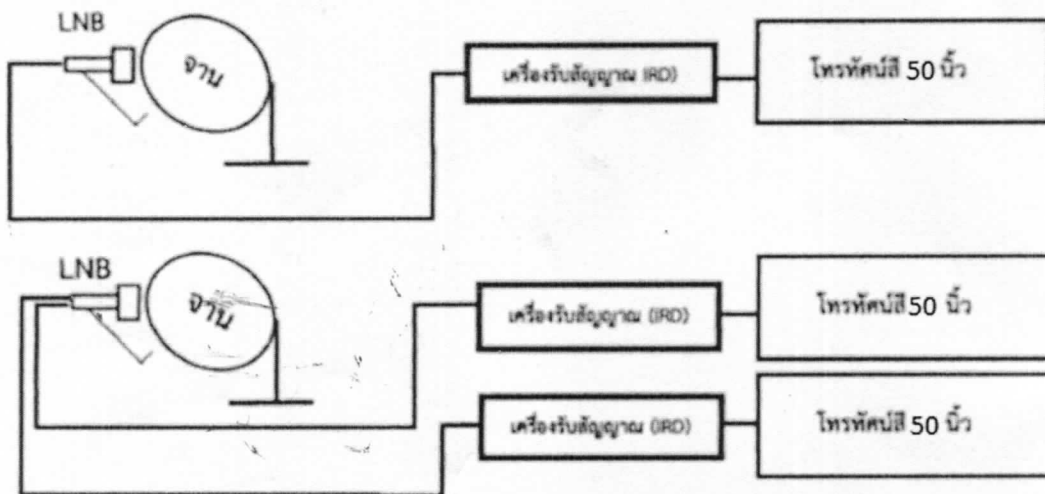 LNB
จาน
เครื่องรับสัญญาณ IRD)
โทรทัศน์สี 50 นิ้ว
LNB
จาน
เครื่องรับสัญญาณ (IRD)
โทรทัศน์สี 50 นิ้ว
เครื่องรับสัญญาณ (IRD)
โทรทัศน์สี 50 นิ้ว